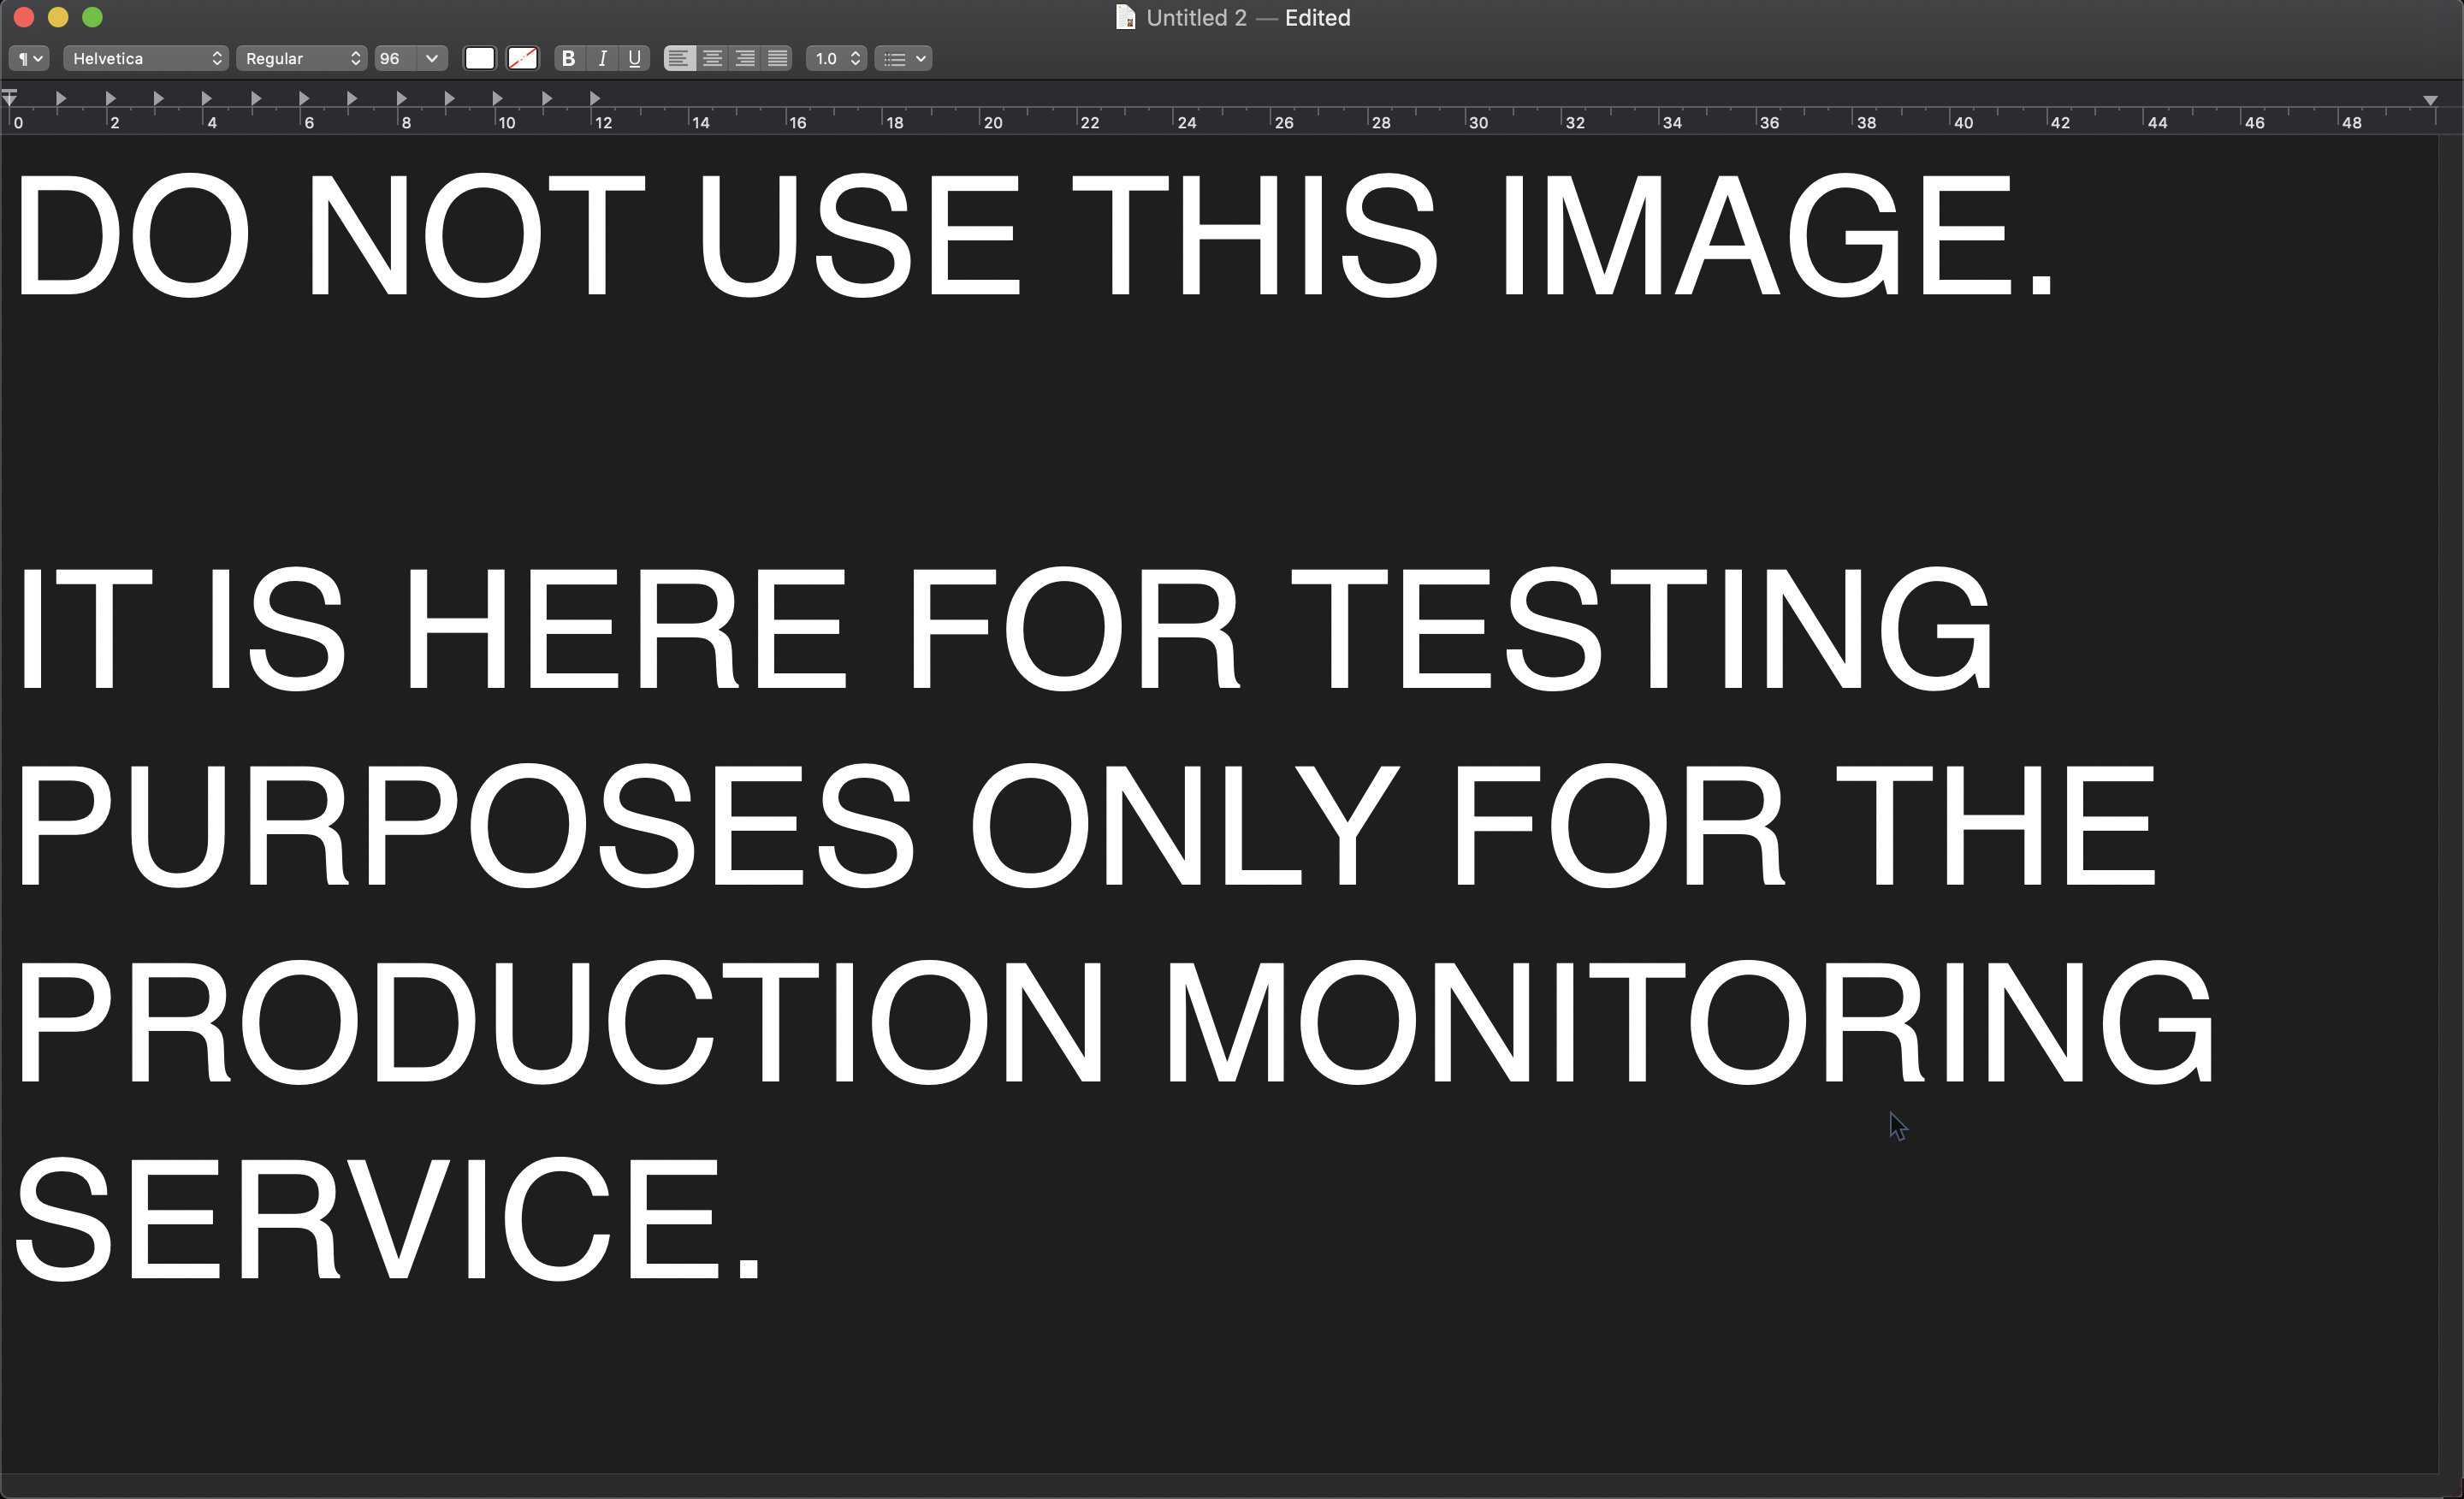 Untitled 2 — Edited
¶ Helvetica Regular 96 B I U 1.0
0 2 4 6 8 10 12 14 16 18 20 22 24 26 28 30 32 34 36 38 40 42 44 46 48
DO NOT USE THIS IMAGE.
IT IS HERE FOR TESTING
PURPOSES ONLY FOR THE
PRODUCTION MONITORING
SERVICE.